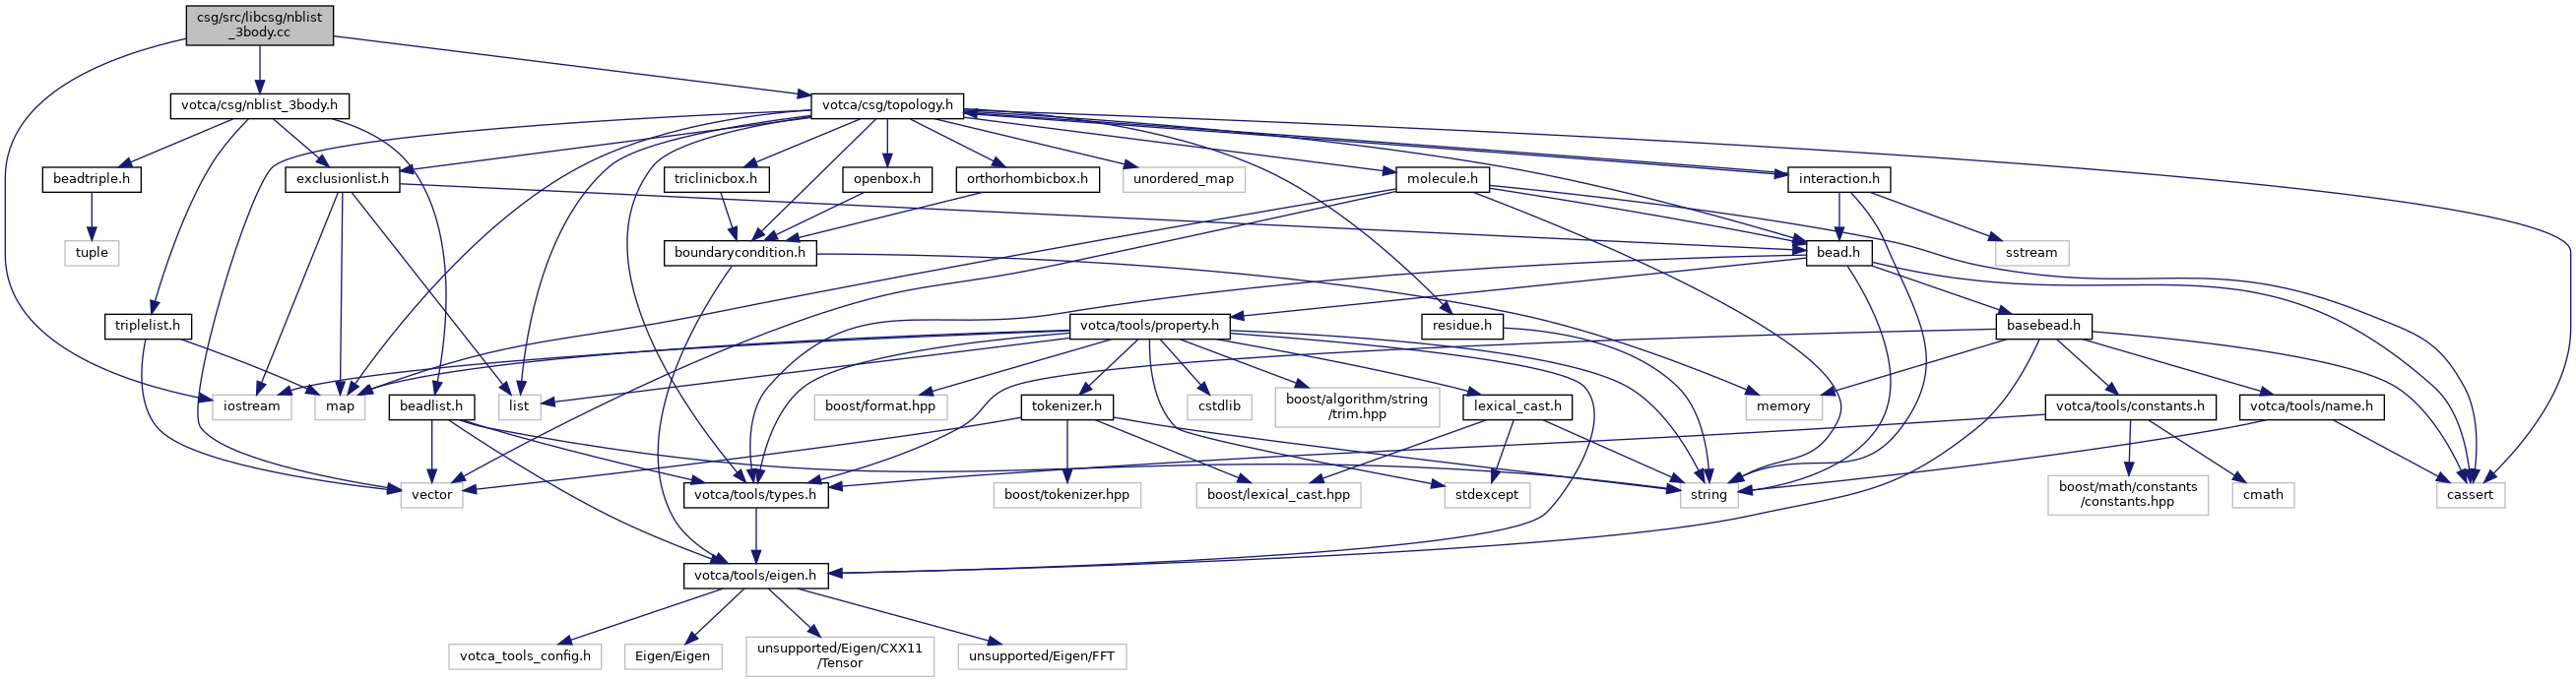 csg/src/libcsg/nblist
_3body.cc
votca/csg/nblist_3body.h
votca/csg/topology.h
beadtriple.h
exclusionlist.h
triclinicbox.h
openbox.h
orthorhombicbox.h
unordered_map
molecule.h
interaction.h
tuple
boundarycondition.h
bead.h
sstream
triplelist.h
votca/tools/property.h
residue.h
basebead.h
iostream
map
beadlist.h
list
boost/format.hpp
tokenizer.h
cstdlib
boost/algorithm/string
/trim.hpp
lexical_cast.h
memory
votca/tools/constants.h
votca/tools/name.h
vector
votca/tools/types.h
boost/tokenizer.hpp
boost/lexical_cast.hpp
stdexcept
string
boost/math/constants
/constants.hpp
cmath
cassert
votca/tools/eigen.h
votca_tools_config.h
Eigen/Eigen
unsupported/Eigen/CXX11
/Tensor
unsupported/Eigen/FFT